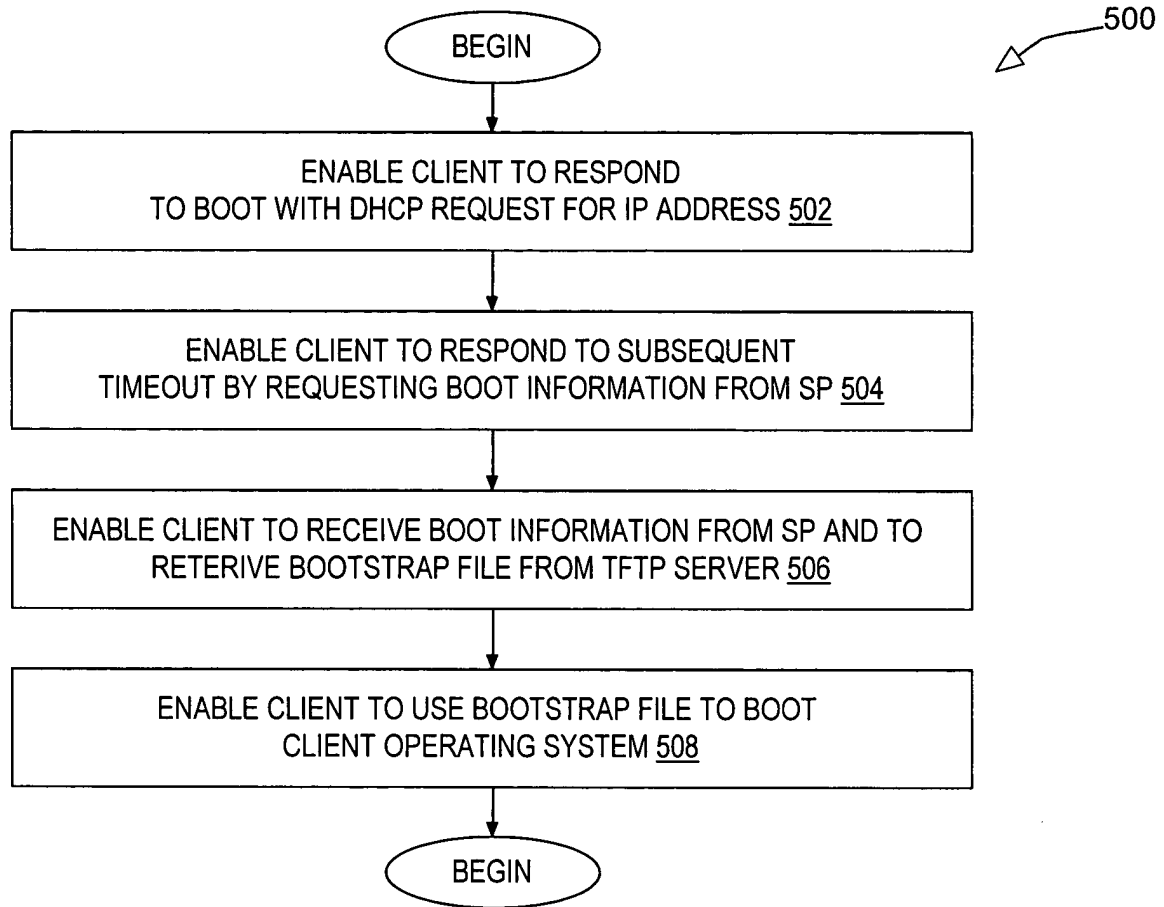 500
BEGIN
ENABLE CLIENT TO RESPOND
TO BOOT WITH DHCP REQUEST FOR IP ADDRESS 502
ENABLE CLIENT TO RESPOND TO SUBSEQUENT
TIMEOUT BY REQUESTING BOOT INFORMATION FROM SP 504
ENABLE CLIENT TO RECEIVE BOOT INFORMATION FROM SP AND TO
RETERIVE BOOTSTRAP FILE FROM TFTP SERVER 506
ENABLE CLIENT TO USE BOOTSTRAP FILE TO BOOT
CLIENT OPERATING SYSTEM 508
BEGIN